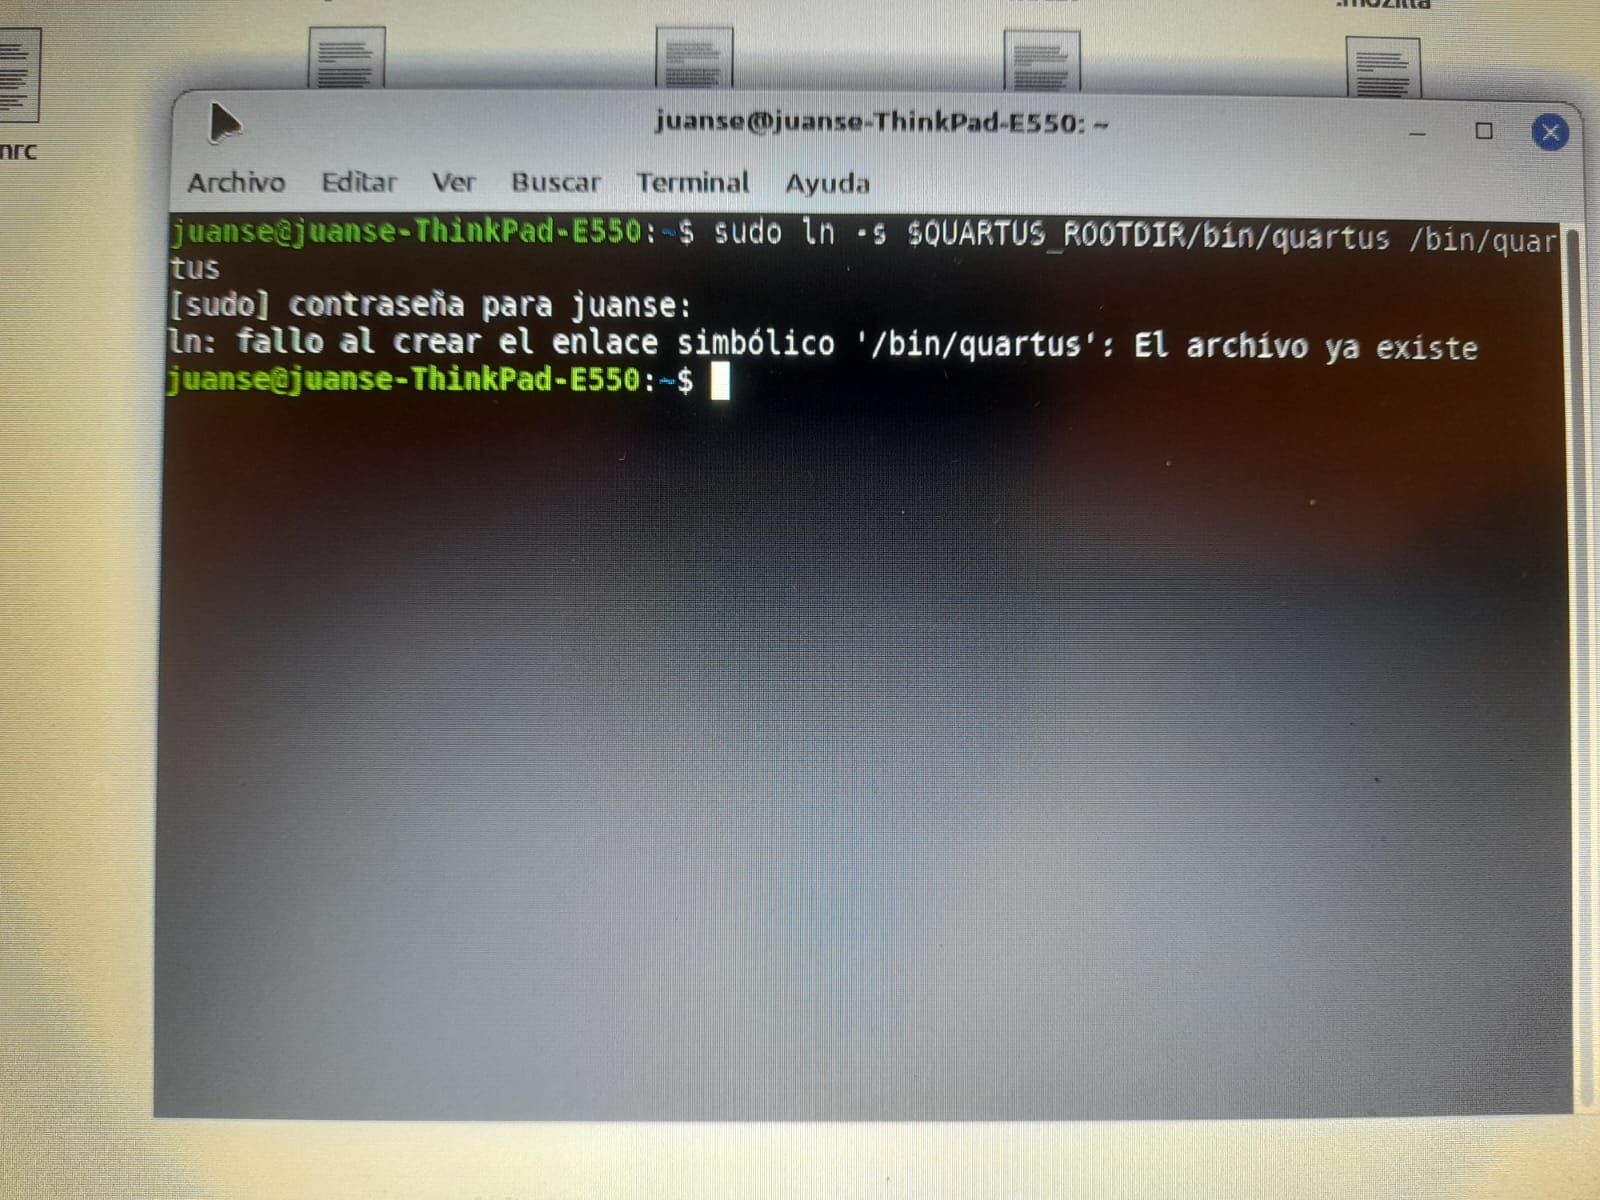 .mozilla
nrc
juanse@juanse-ThinkPad-E550: ~
Archivo Editar Ver Buscar Terminal Ayuda
juanse@juanse-ThinkPad-E550:~$ sudo ln -s $QUARTUS_ROOTDIR/bin/quartus /bin/quar
tus
[sudo] contraseña para juanse:
ln: fallo al crear el enlace simbólico '/bin/quartus': El archivo ya existe
juanse@juanse-ThinkPad-E550:~$